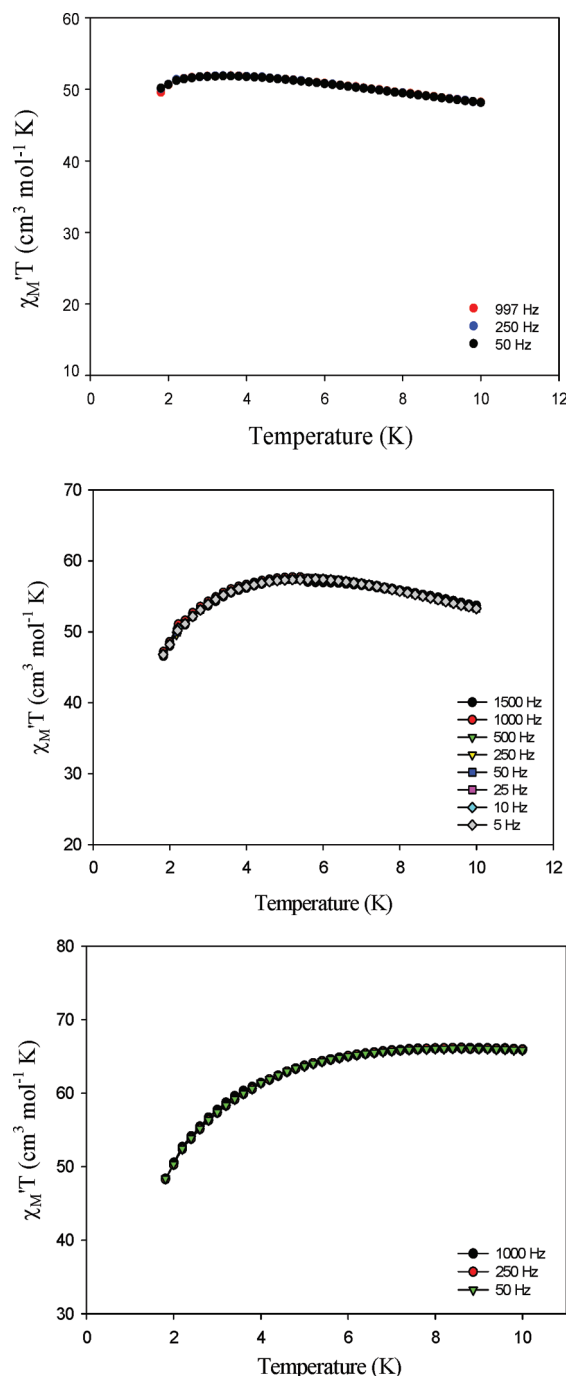 60
50
40
30
20
10
χM'T (cm³ mol⁻¹ K)
997 Hz
250 Hz
50 Hz
0 2 4 6 8 10 12
Temperature (K)
70
60
50
40
30
20
χM'T (cm³ mol⁻¹ K)
1500 Hz
1000 Hz
500 Hz
250 Hz
50 Hz
25 Hz
10 Hz
5 Hz
0 2 4 6 8 10 12
Temperature (K)
80
70
60
50
40
30
χM'T (cm³ mol⁻¹ K)
1000 Hz
250 Hz
50 Hz
0 2 4 6 8 10
Temperature (K)